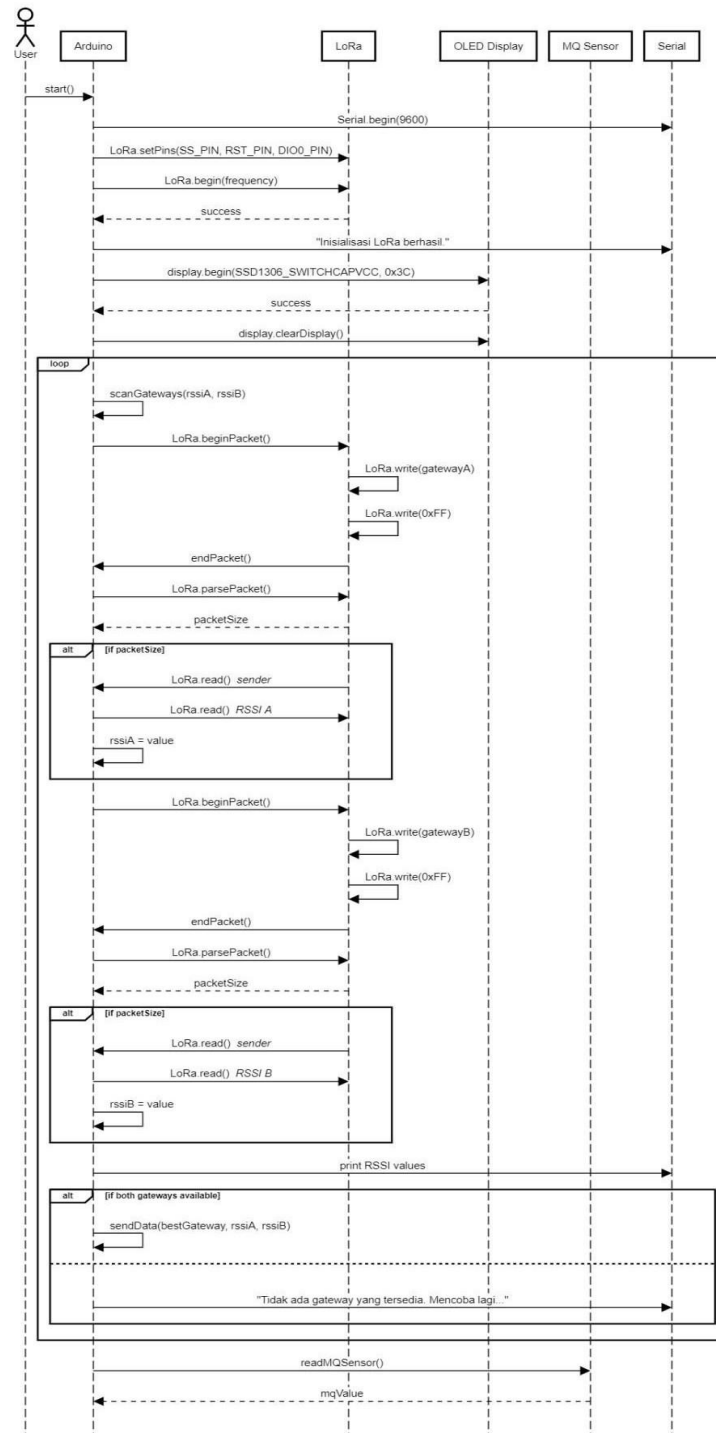 User
Arduino
LoRa
OLED Display
MQ Sensor
Serial
start()
Serial.begin(9600)
LoRa.setPins(SS_PIN, RST_PIN, DIO0_PIN)
LoRa.begin(frequency)
success
"Inisialisasi LoRa berhasil."
display.begin(SSD1306_SWITCHCAPVCC, 0x3C)
success
display.clearDisplay()
loop
scanGateways(rssiA, rssiB)
LoRa.beginPacket()
LoRa.write(gatewayA)
LoRa.write(0xFF)
endPacket()
LoRa.parsePacket()
packetSize
alt [if packetSize]
LoRa.read() sender
LoRa.read() RSSI A
rssiA = value
LoRa.beginPacket()
LoRa.write(gatewayB)
LoRa.write(0xFF)
endPacket()
LoRa.parsePacket()
packetSize
alt [if packetSize]
LoRa.read() sender
LoRa.read() RSSI B
rssiB = value
print RSSI values
alt [if both gateways available]
sendData(bestGateway, rssiA, rssiB)
"Tidak ada gateway yang tersedia. Mencoba lagi..."
readMQSensor()
mqValue